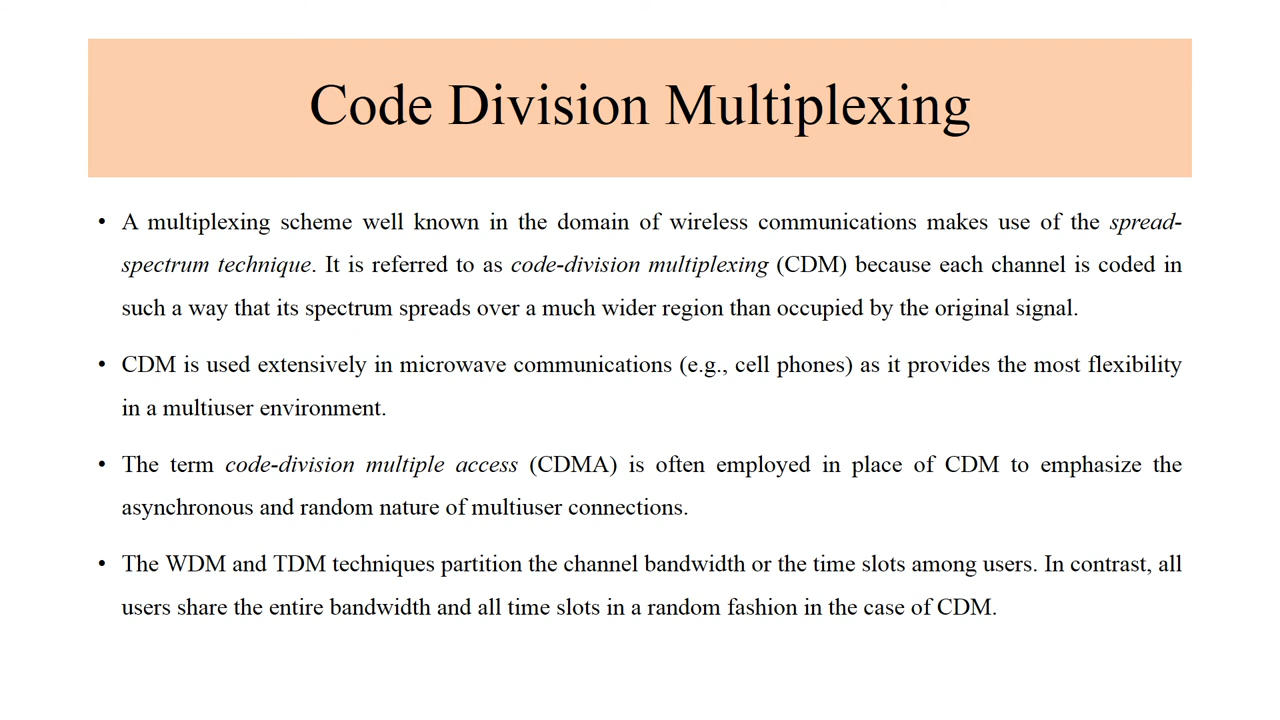 Code Division Multiplexing
• A multiplexing scheme well known in the domain of wireless communications makes use of the spread-
spectrum technique. It is referred to as code-division multiplexing (CDM) because each channel is coded in
such a way that its spectrum spreads over a much wider region than occupied by the original signal.
• CDM is used extensively in microwave communications (e.g., cell phones) as it provides the most flexibility
in a multiuser environment.
• The term code-division multiple access (CDMA) is often employed in place of CDM to emphasize the
asynchronous and random nature of multiuser connections.
• The WDM and TDM techniques partition the channel bandwidth or the time slots among users. In contrast, all
users share the entire bandwidth and all time slots in a random fashion in the case of CDM.